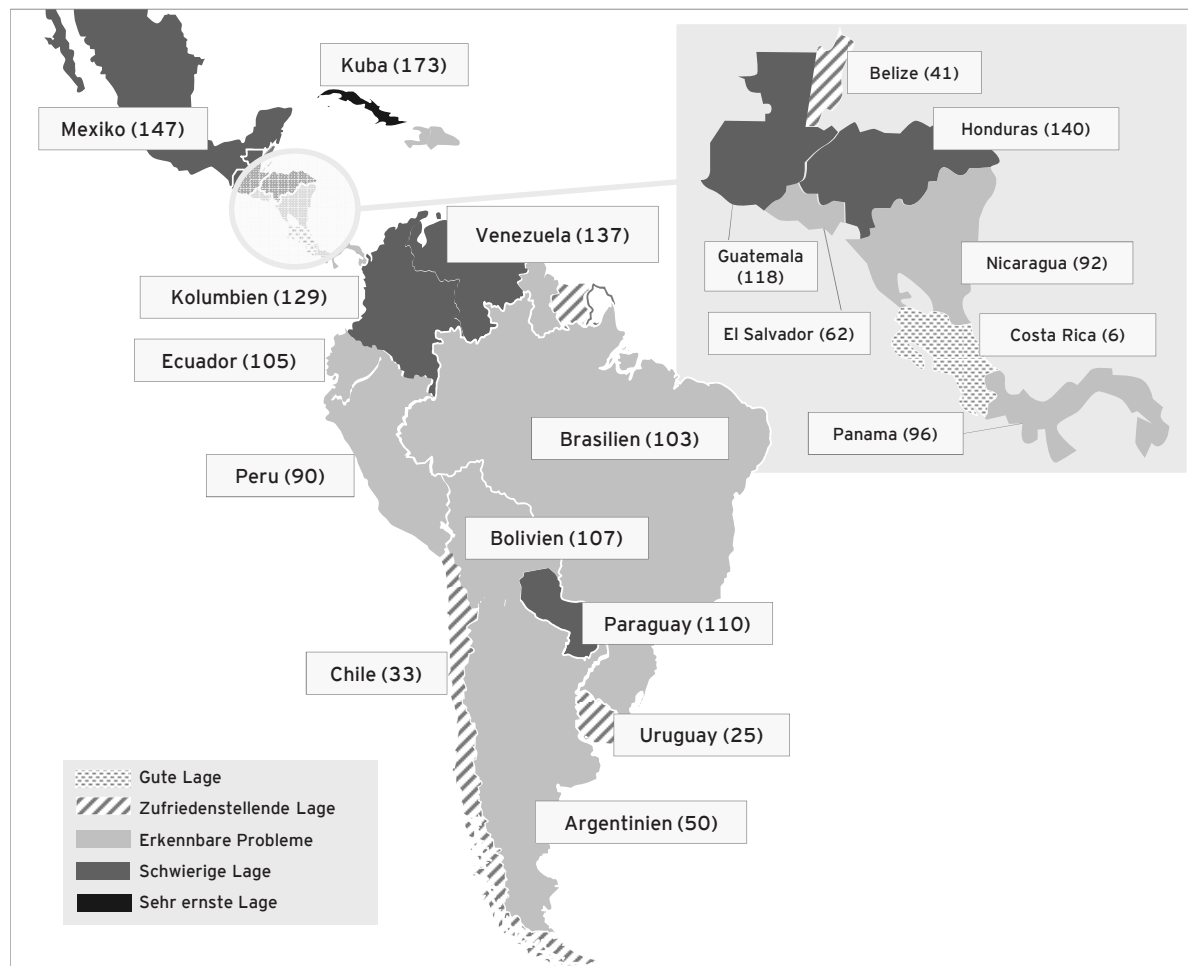 Kuba (173)
Mexiko (147)
Belize (41)
Honduras (140)
Venezuela (137)
Guatemala
(118)
Nicaragua (92)
Kolumbien (129)
El Salvador (62)
Costa Rica (6)
Ecuador (105)
Panama (96)
Brasilien (103)
Peru (90)
Bolivien (107)
Paraguay (110)
Chile (33)
Uruguay (25)
Argentinien (50)
Gute Lage
Zufriedenstellende Lage
Erkennbare Probleme
Schwierige Lage
Sehr ernste Lage